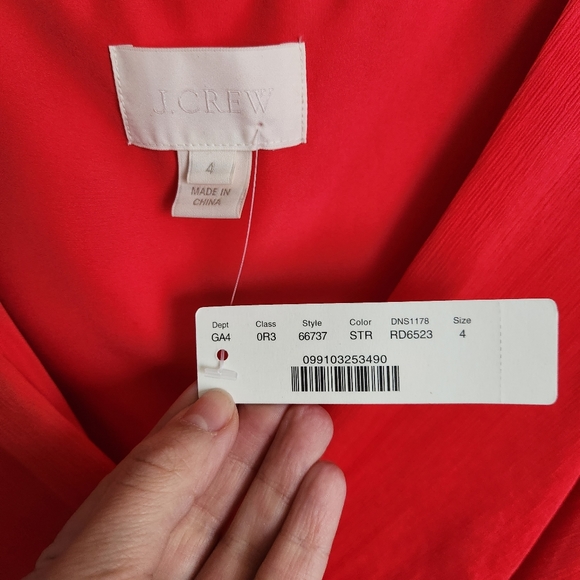 J.CREW
4
MADE IN
CHINA
Dept Class Style Color DNS1178 Size
GA4 0R3 66737 STR RD6523 4
099103253490